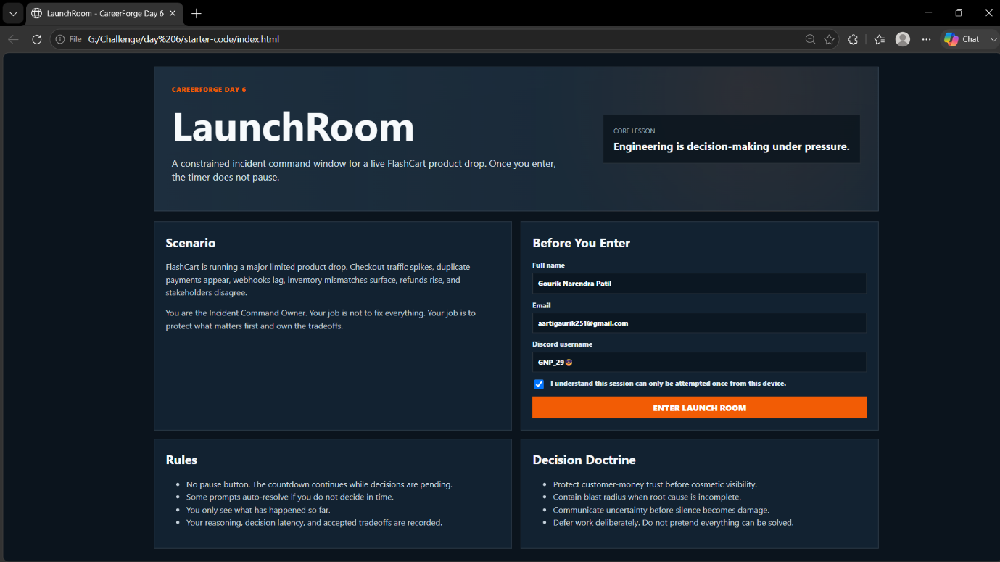 LaunchRoom - CareerForge Day 6
File G:/Challenge/day%206/starter-code/index.html
Chat
CAREERFORGE DAY 6
LaunchRoom
A constrained incident command window for a live FlashCart product drop. Once you enter,
the timer does not pause.
CORE LESSON
Engineering is decision-making under pressure.
Scenario
FlashCart is running a major limited product drop. Checkout traffic spikes, duplicate
payments appear, webhooks lag, inventory mismatches surface, refunds rise, and
stakeholders disagree.
You are the Incident Command Owner. Your job is not to fix everything. Your job is to
protect what matters first and own the tradeoffs.
Before You Enter
Full name
Gourik Narendra Patil
Email
aartigaurik251@gmail.com
Discord username
GNP_29😎
I understand this session can only be attempted once from this device.
ENTER LAUNCH ROOM
Rules
• No pause button. The countdown continues while decisions are pending.
• Some prompts auto-resolve if you do not decide in time.
• You only see what has happened so far.
• Your reasoning, decision latency, and accepted tradeoffs are recorded.
Decision Doctrine
• Protect customer-money trust before cosmetic visibility.
• Contain blast radius when root cause is incomplete.
• Communicate uncertainty before silence becomes damage.
• Defer work deliberately. Do not pretend everything can be solved.